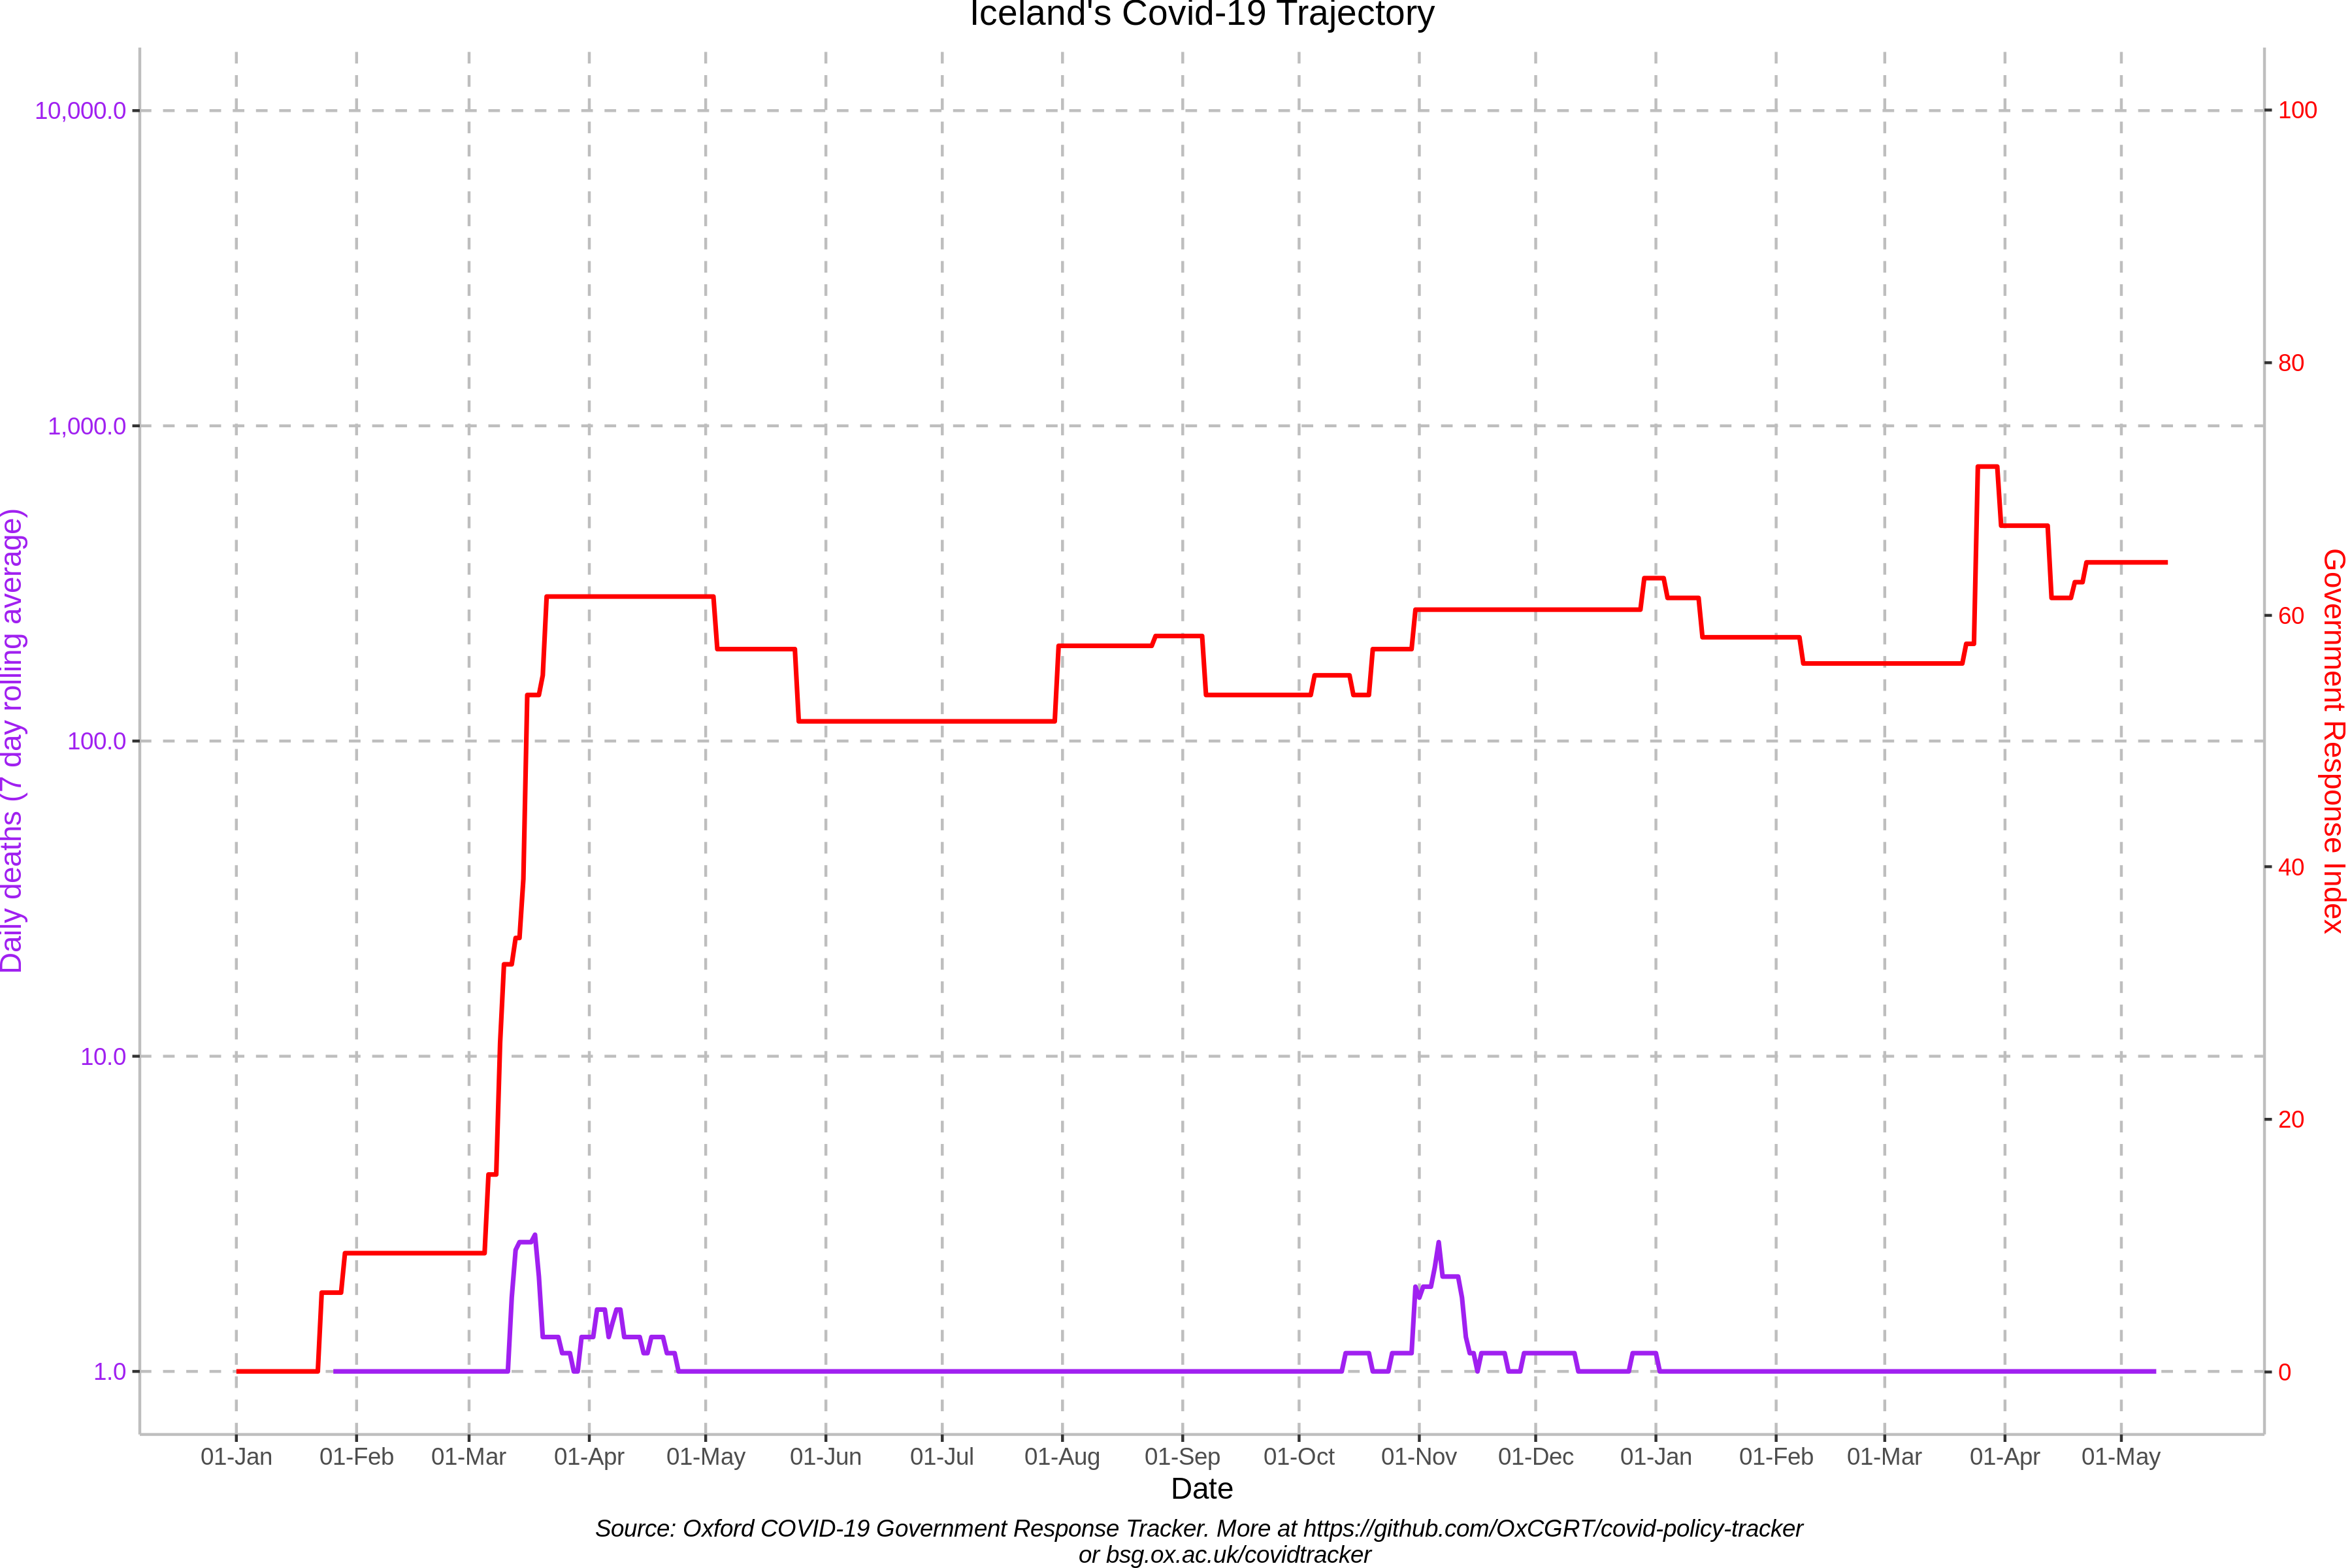 Iceland's Covid-19 Trajectory
10,000.0
1,000.0
100.0
10.0
1.0
Daily deaths (7 day rolling average)
100
80
60
40
20
0
Government Response Index
01-Jan 01-Feb 01-Mar 01-Apr 01-May 01-Jun 01-Jul 01-Aug 01-Sep 01-Oct 01-Nov 01-Dec 01-Jan 01-Feb 01-Mar 01-Apr 01-May
Date
Source: Oxford COVID-19 Government Response Tracker. More at https://github.com/OxCGRT/covid-policy-tracker
or bsg.ox.ac.uk/covidtracker